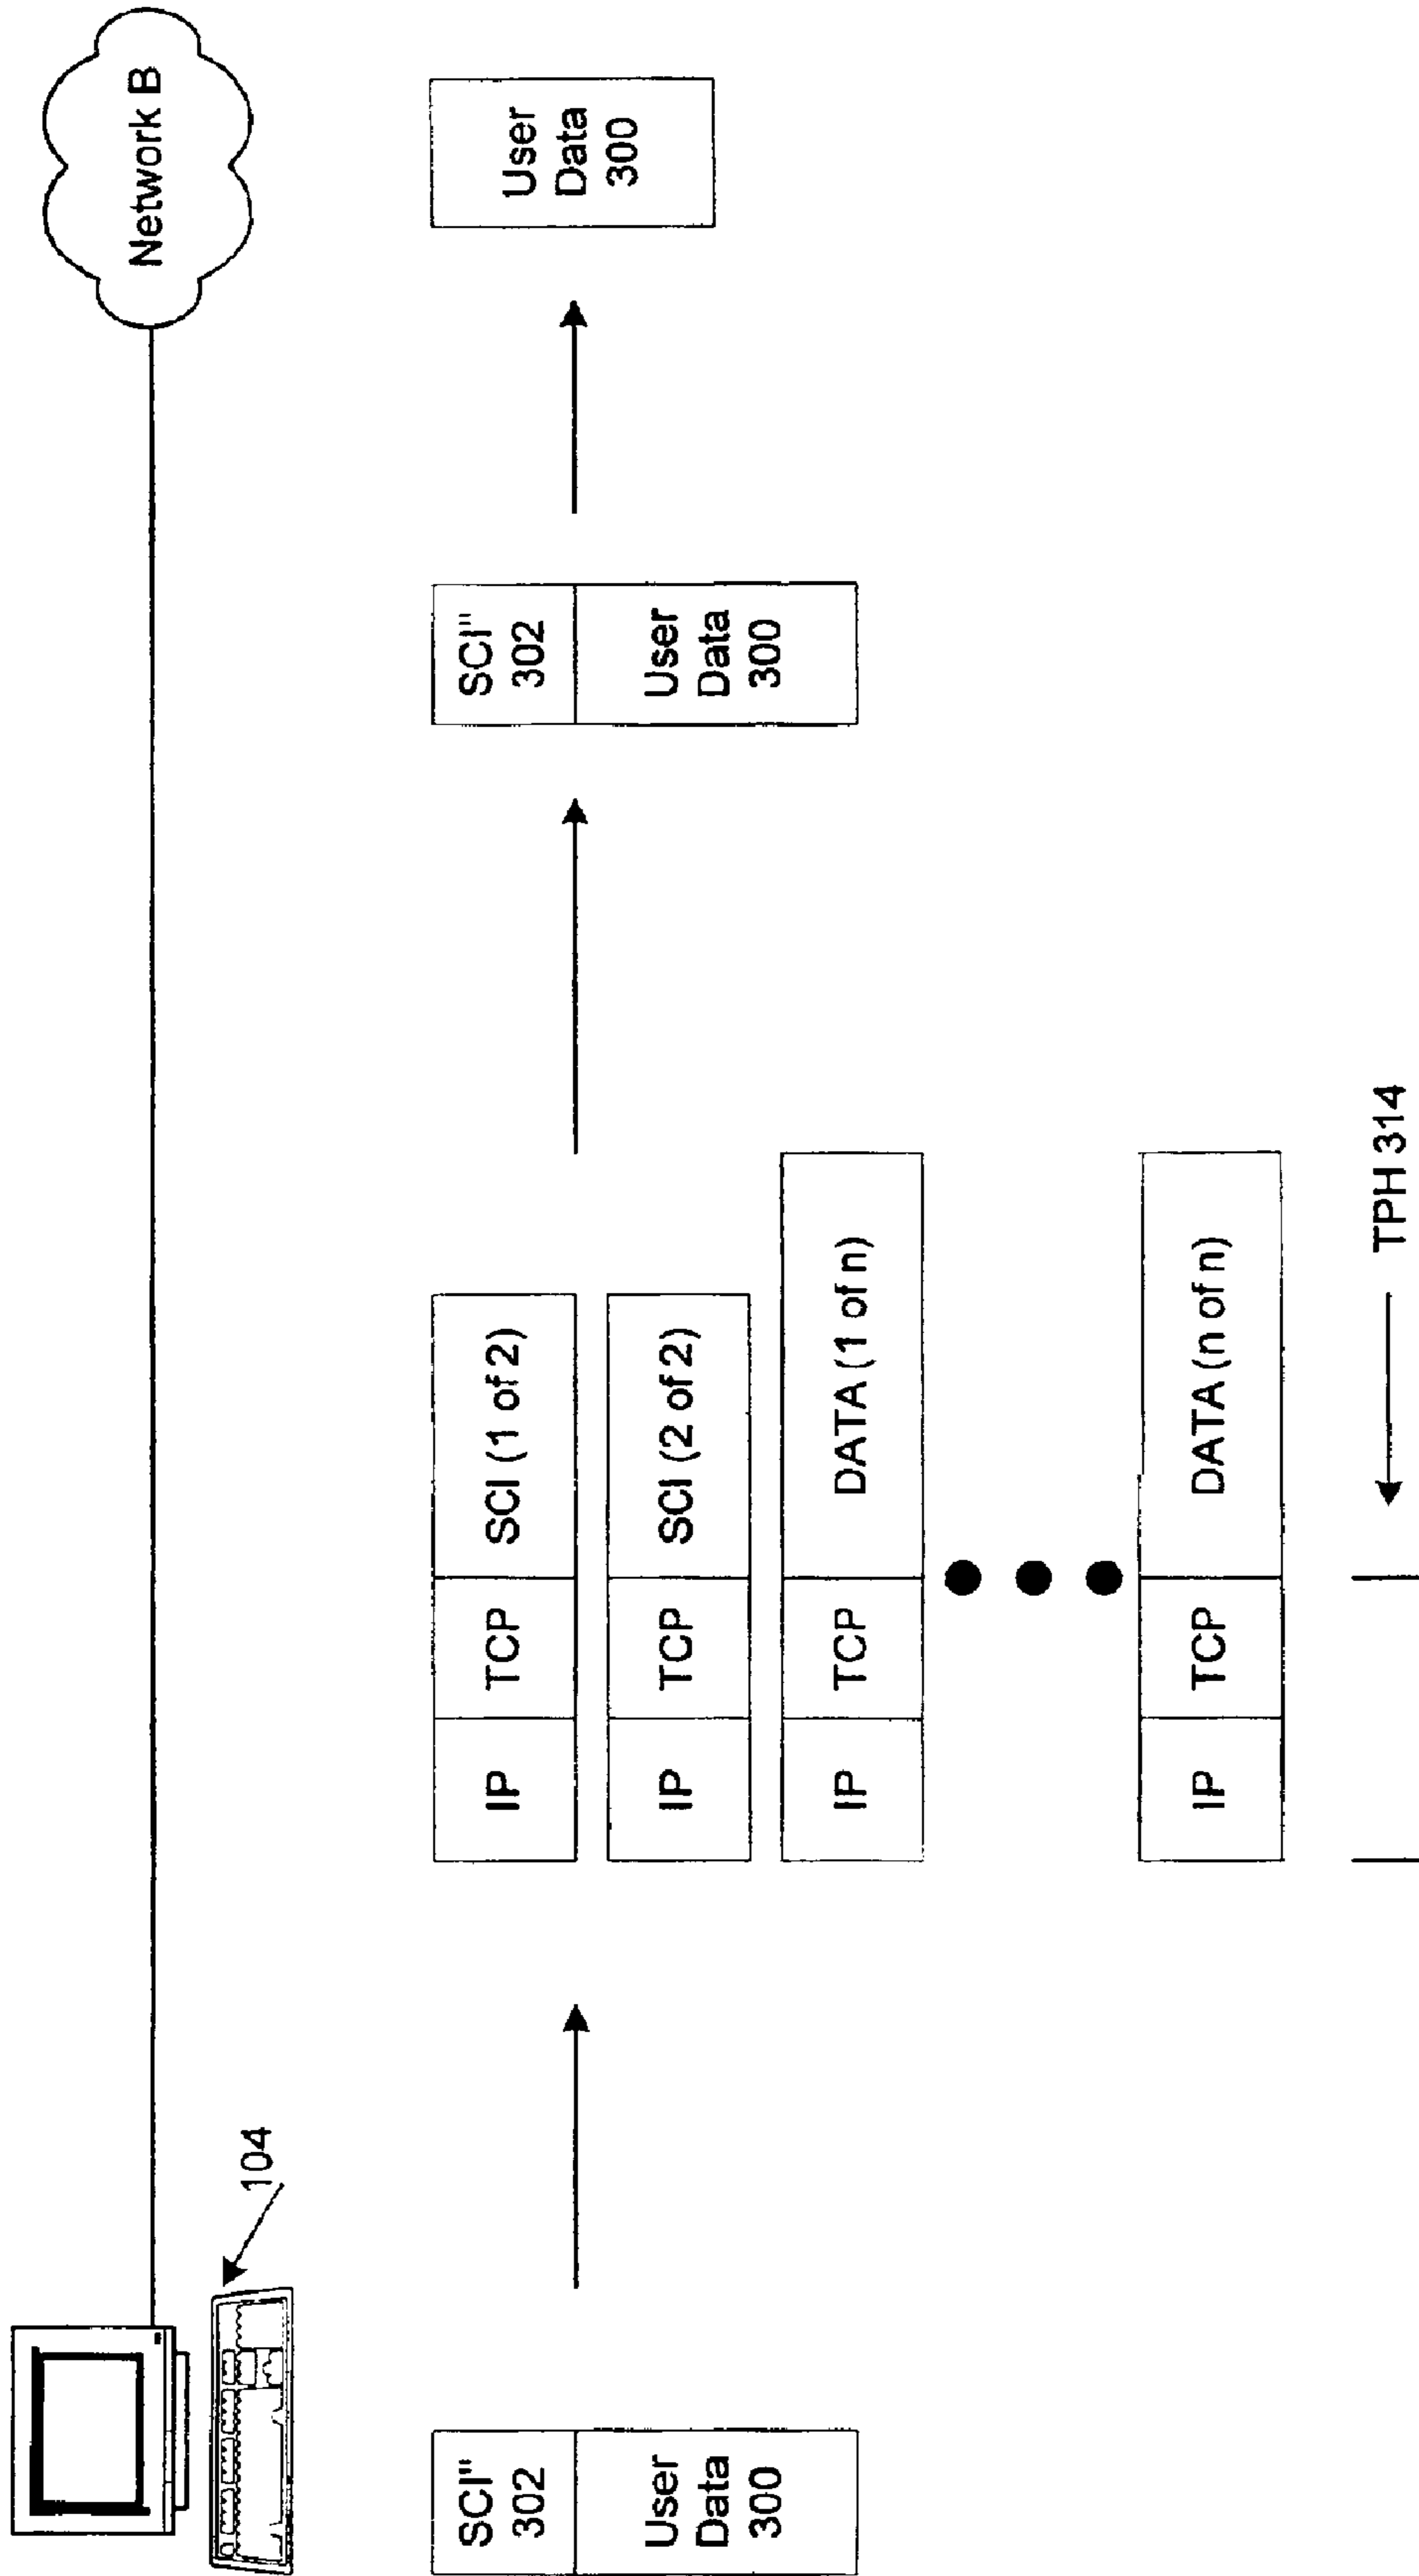 104
Network B
SCI"
302
User
Data
300
IP
TCP
SCI (1 of 2)
IP
TCP
SCI (2 of 2)
IP
TCP
DATA (1 of n)
IP
TCP
DATA (n of n)
TPH 314
SCI"
302
User
Data
300
User
Data
300